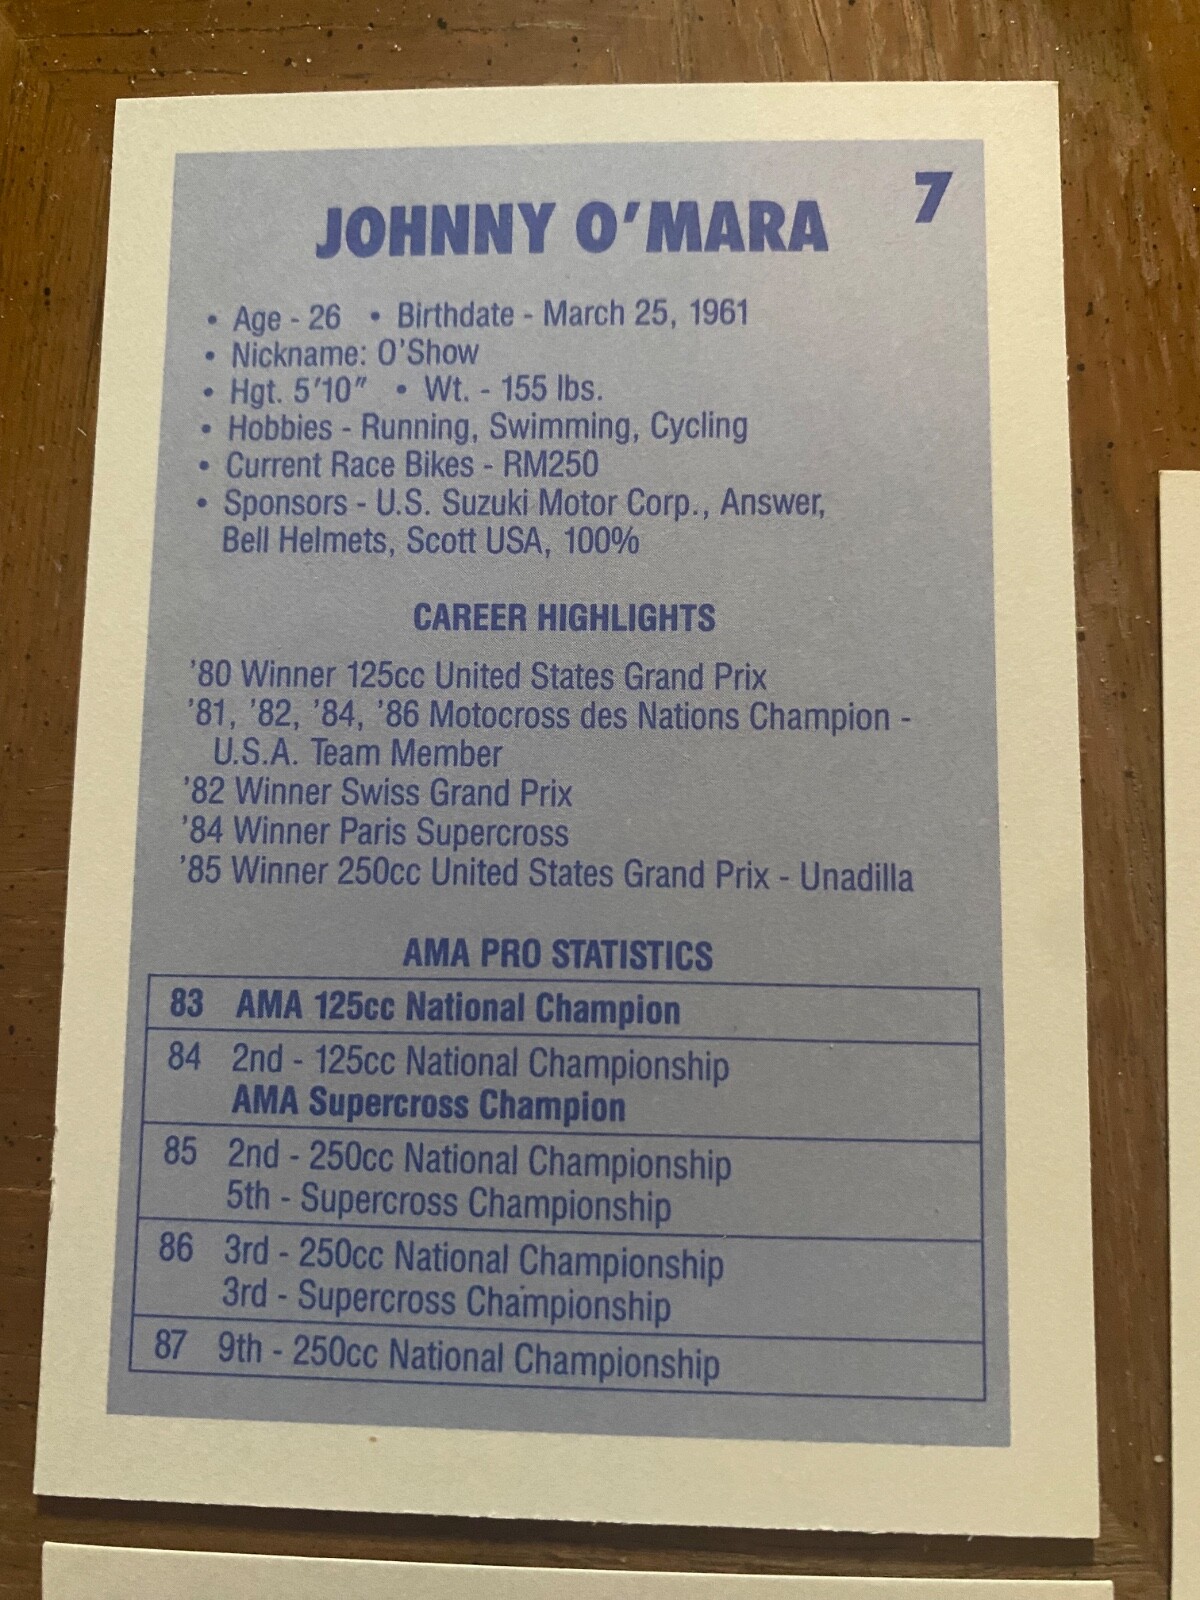 7
JOHNNY O'MARA
• Age - 26 • Birthdate - March 25, 1961
• Nickname: O'Show
• Hgt. 5'10" • Wt. - 155 lbs.
• Hobbies - Running, Swimming, Cycling
• Current Race Bikes - RM250
• Sponsors - U.S. Suzuki Motor Corp., Answer,
Bell Helmets, Scott USA, 100%
CAREER HIGHLIGHTS
'80 Winner 125cc United States Grand Prix
'81, '82, '84, '86 Motocross des Nations Champion -
U.S.A. Team Member
'82 Winner Swiss Grand Prix
'84 Winner Paris Supercross
'85 Winner 250cc United States Grand Prix - Unadilla
AMA PRO STATISTICS
83 AMA 125cc National Champion
84 2nd - 125cc National Championship
AMA Supercross Champion
85 2nd - 250cc National Championship
5th - Supercross Championship
86 3rd - 250cc National Championship
3rd - Supercross Championship
87 9th - 250cc National Championship